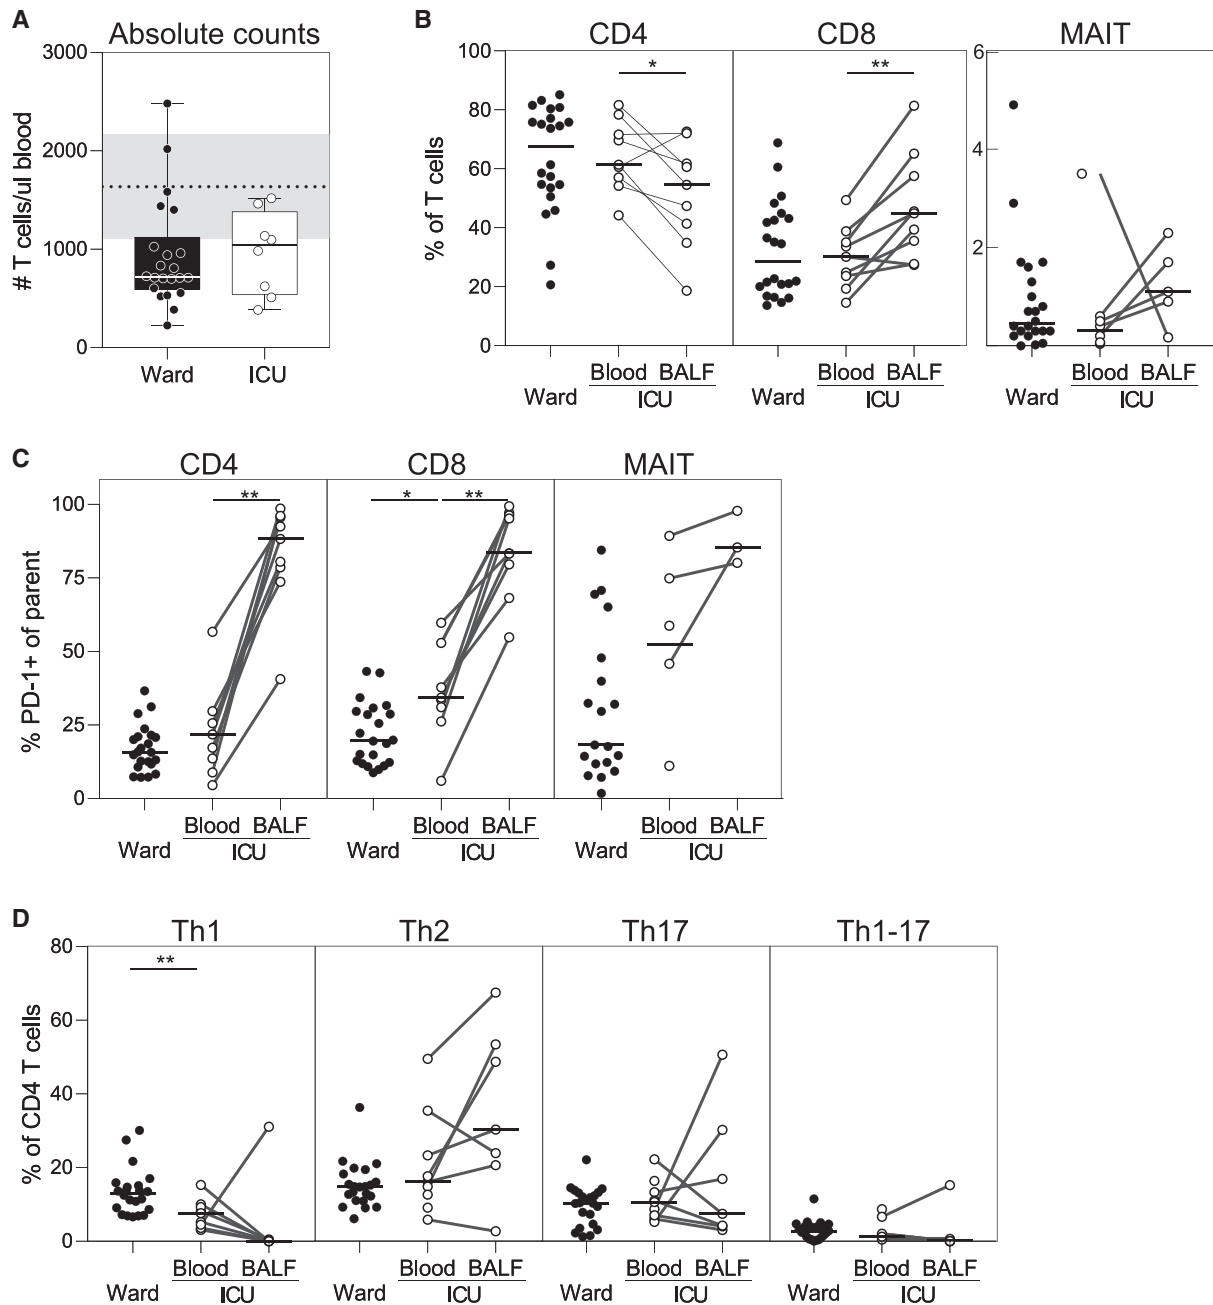 A
Absolute counts
# T cells/ul blood
3000
2000
1000
0
Ward
ICU
B
CD4
CD8
MAIT
% of T cells
100
80
60
40
20
0
6
4
2
*
**
Blood BALF
Blood BALF
Blood BALF
Ward
ICU
Ward
ICU
Ward
ICU
C
CD4
CD8
MAIT
% PD-1+ of parent
100
75
50
25
0
**
*
**
Blood BALF
Blood BALF
Blood BALF
Ward
ICU
Ward
ICU
Ward
ICU
D
Th1
Th2
Th17
Th1-17
% of CD4 T cells
80
60
40
20
0
**
Blood BALF
Blood BALF
Blood BALF
Blood BALF
Ward
ICU
Ward
ICU
Ward
ICU
Ward
ICU